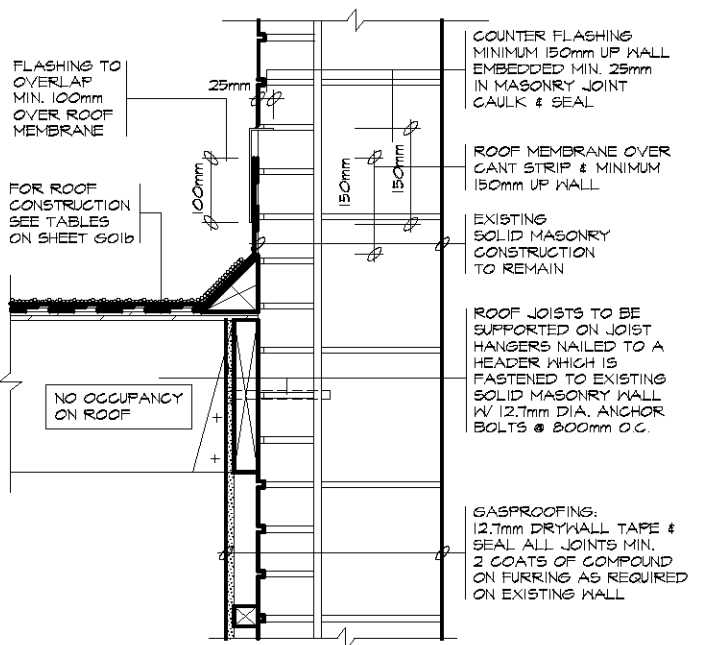 FLASHING TO
OVERLAP
MIN. 100mm
OVER ROOF
MEMBRANE
FOR ROOF
CONSTRUCTION
SEE TABLES
ON SHEET G01b
NO OCCUPANCY
ON ROOF
25mm
100mm
150mm
150mm
COUNTER FLASHING
MINIMUM 150mm UP WALL
EMBEDDED MIN. 25mm
IN MASONRY JOINT
CAULK & SEAL
ROOF MEMBRANE OVER
CANT STRIP & MINIMUM
150mm UP WALL
EXISTING
SOLID MASONRY
CONSTRUCTION
TO REMAIN
ROOF JOISTS TO BE
SUPPORTED ON JOIST
HANGERS NAILED TO A
HEADER WHICH IS
FASTENED TO EXISTING
SOLID MASONRY WALL
W/ 12.7mm DIA. ANCHOR
BOLTS @ 800mm O.C.
GASPROOFING:
12.7mm DRYWALL TAPE &
SEAL ALL JOINTS MIN.
2 COATS OF COMPOUND
ON FURRING AS REQUIRED
ON EXISTING WALL